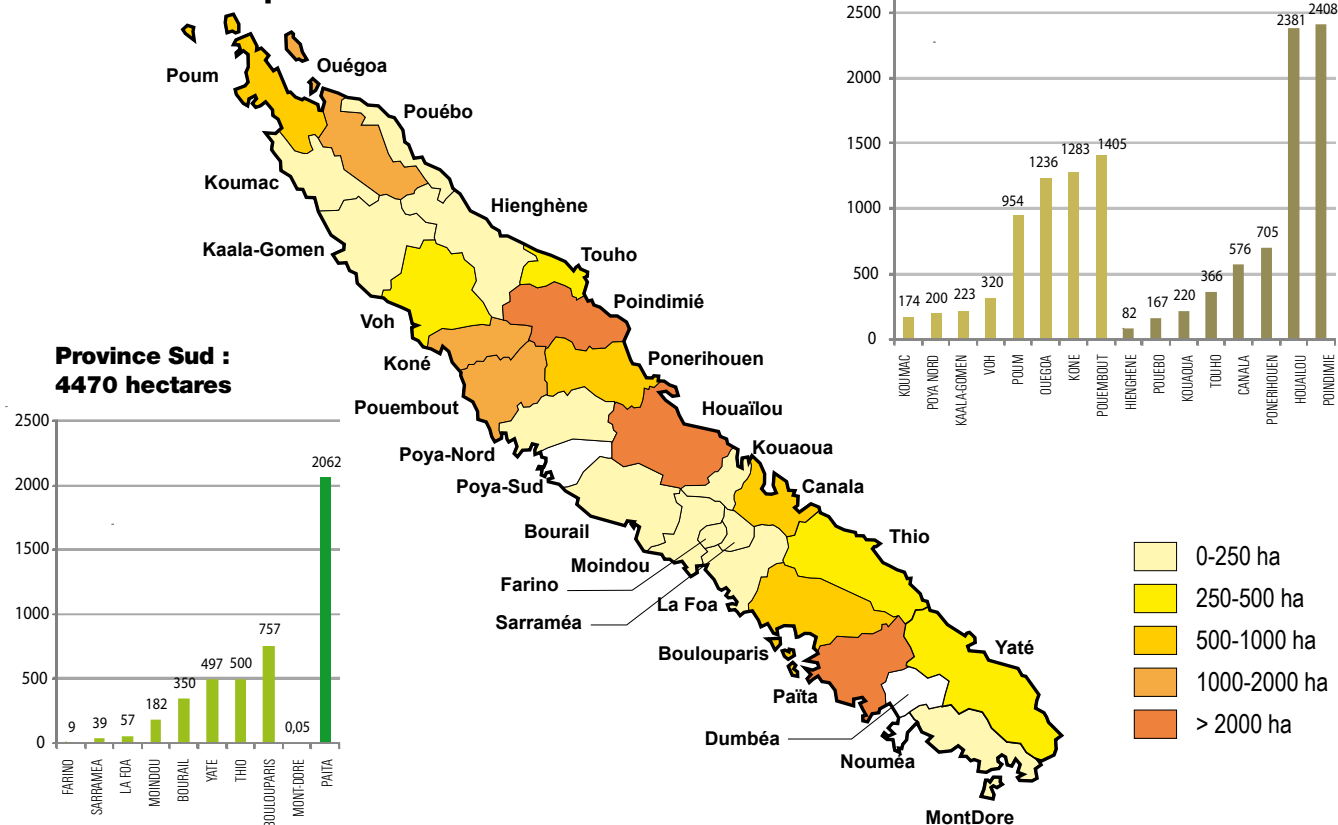 Poum
Ouégoa
Pouébo
Koumac
Hienghène
Kaala-Gomen
Touho
Poindimié
Voh
Koné
Ponerihouen
Pouembout
Houaïlou
Poya-Nord
Kouaoua
Poya-Sud
Canala
Bourail
Thio
Moindou
Farino
Sarraméa
La Foa
Boulouparis
Yaté
Païta
Dumbéa
Nouméa
MontDore
2500
2000
1500
1000
500
0
174
200
223
320
954
1236
1283
1405
82
167
220
366
576
705
2381
2408
KOUMAC
POYA NORD
KAALA-GOMEN
VOH
POUM
OUEGOA
KONE
POUEMBOUT
HIENGHENE
POUEBO
KOUAOUA
TOUHO
CANALA
PONERIHOUEN
HOUAILOU
PONDIMIE
Province Sud :
4470 hectares
2500
2000
1500
1000
500
0
9
39
57
182
350
497
500
757
0,05
2062
FARINO
SARRAMEA
LA FOA
MOINDOU
BOURAIL
YATE
THIO
BOULOUPARIS
MONT-DORE
PAITA
0-250 ha
250-500 ha
500-1000 ha
1000-2000 ha
> 2000 ha